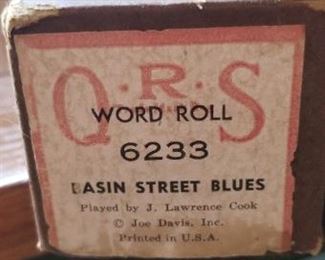 Q·R·S
WORD ROLL
6233
BASIN STREET BLUES
Played by J. Lawrence Cook
© Joe Davis, Inc.
Printed in U.S.A.